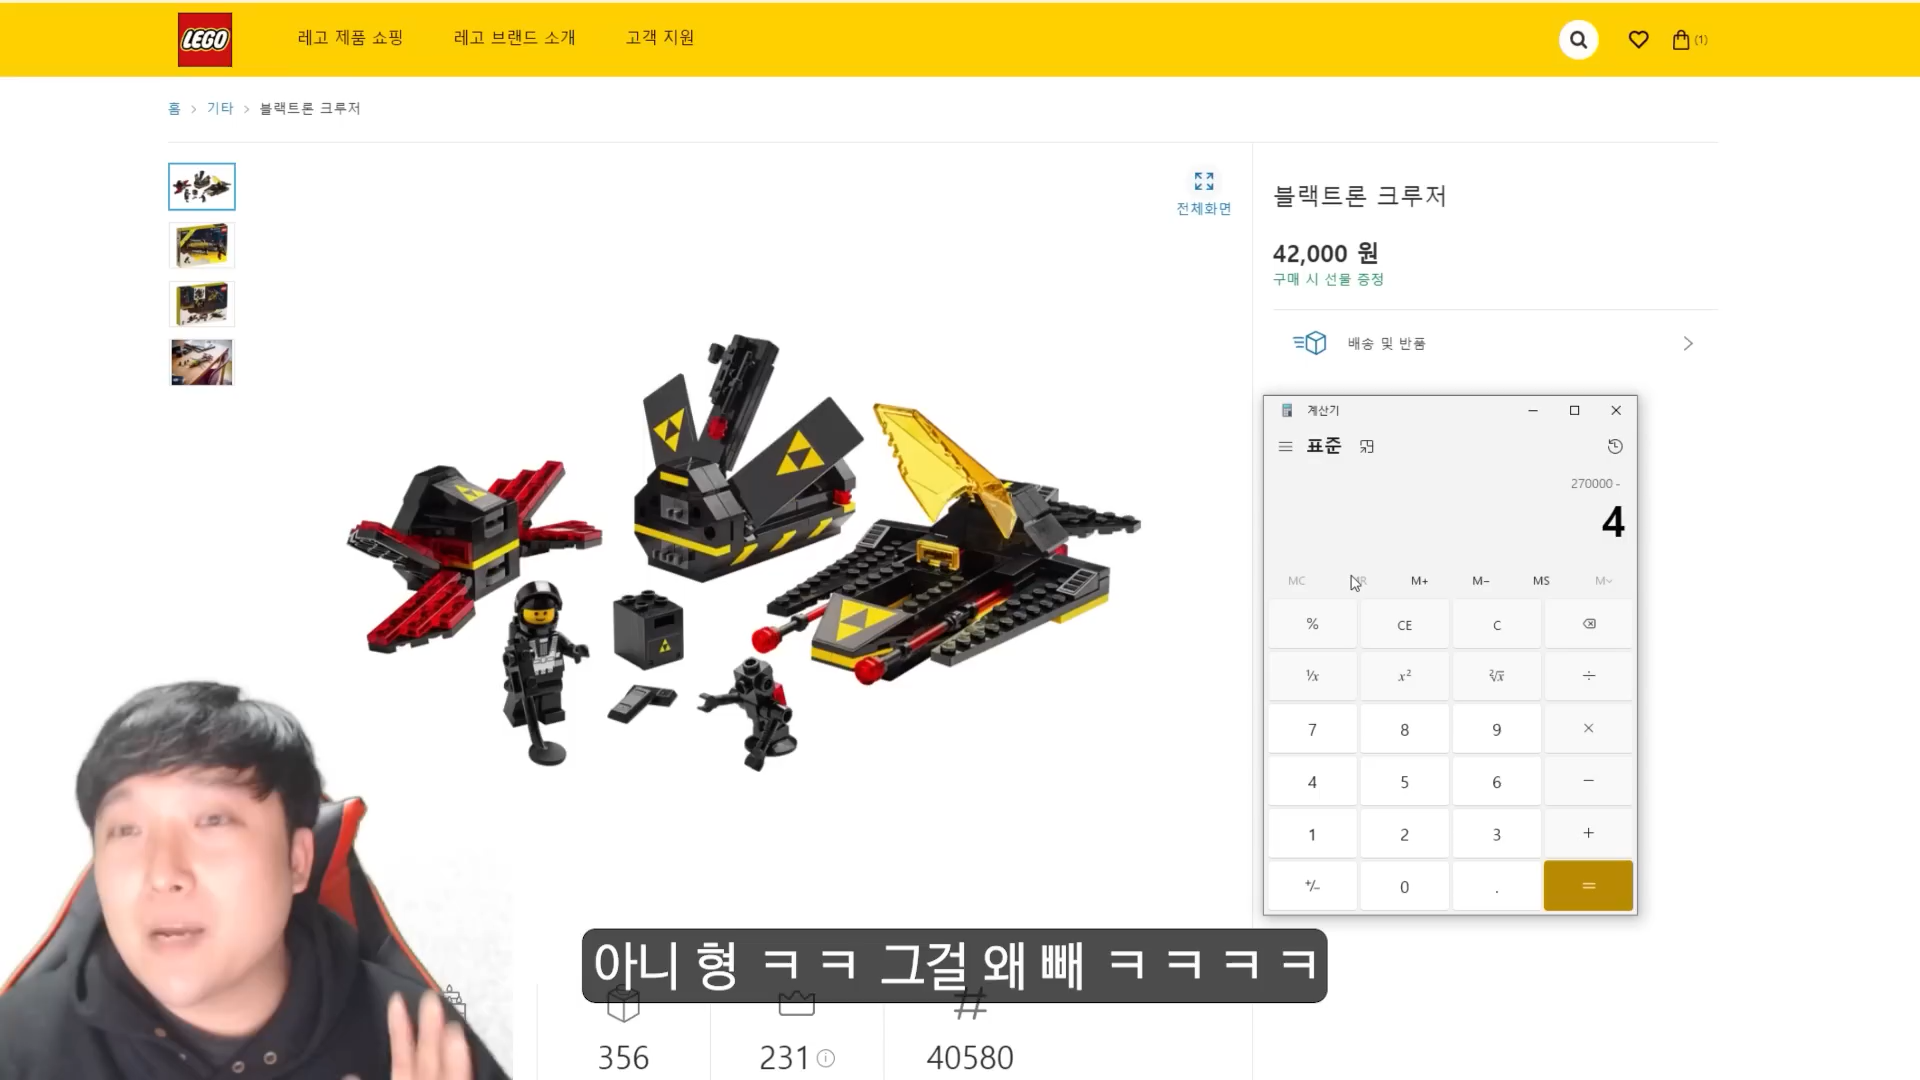 LEGO
레고 제품 쇼핑
레고 브랜드 소개
고객 지원
(1)
홈 > 기타 > 블랙트론 크루저
전체화면
블랙트론 크루저
42,000 원
구매 시 선물 증정
배송 및 반품
계산기
표준
270000 -
4
MC
M+
M-
MS
M
%
CE
C
1/x
x²
²√x
÷
7
8
9
×
4
5
6
−
1
2
3
+
+/-
0
.
=
아니 형 ㅋ ㅋ 그걸 왜 빼 ㅋ ㅋ ㅋ ㅋ
#
356
231
40580